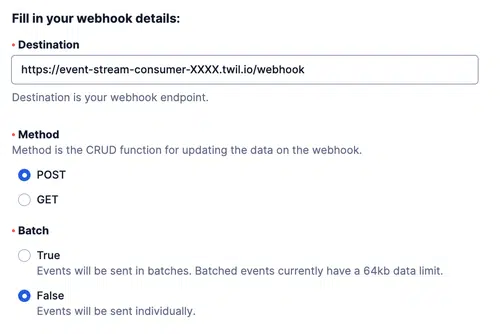 Fill in your webhook details:
• Destination
https://event-stream-consumer-XXXX.twil.io/webhook
Destination is your webhook endpoint.
• Method
Method is the CRUD function for updating the data on the webhook.
POST
GET
• Batch
True
Events will be sent in batches. Batched events currently have a 64kb data limit.
False
Events will be sent individually.